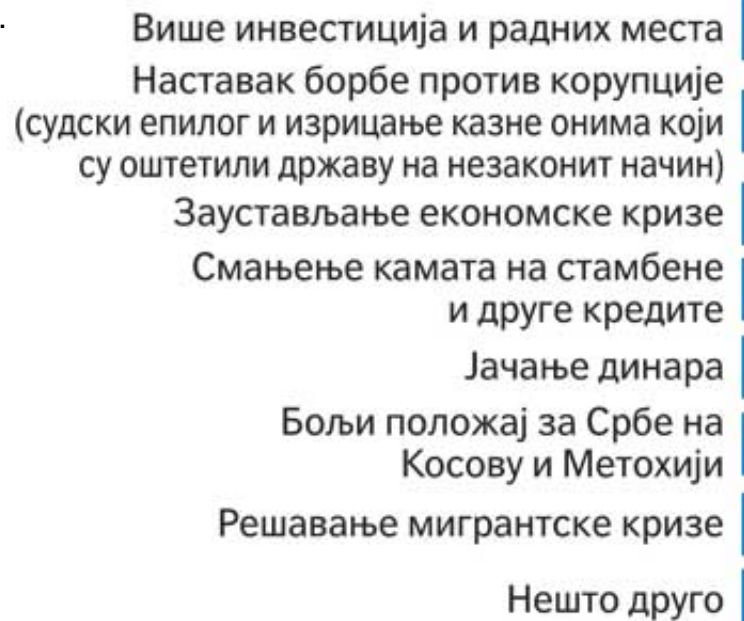 Више инвестиција и радних места
Наставак борбе против корупције
(судски епилог и изрицање казне онима који
су оштетили државу на незаконит начин)
Заустављање економске кризе
Смањење камата на стамбене
и друге кредите
Јачање динара
Бољи положај за Србе на
Косову и Метохији
Решавање мигрантске кризе
Нешто друго